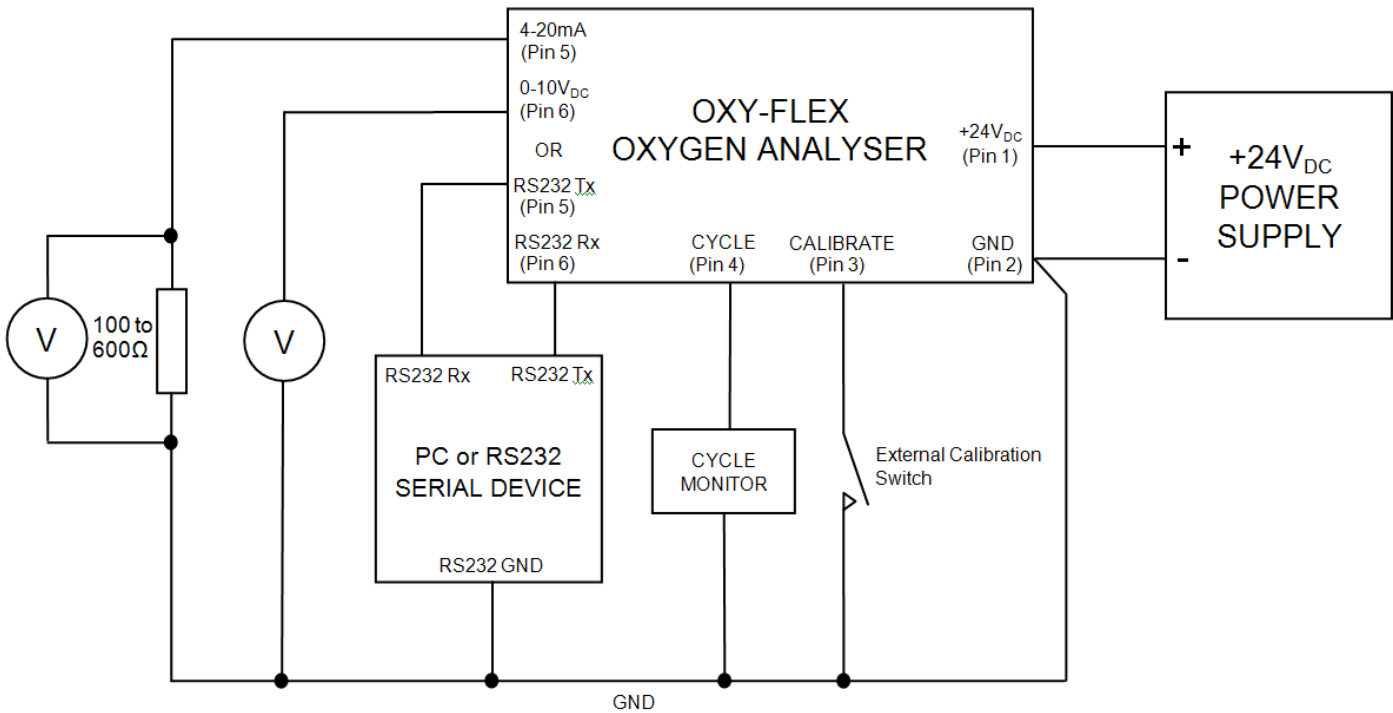 4-20mA
(Pin 5)
0-10VDC
(Pin 6)
OR
RS232 Tx
(Pin 5)
RS232 Rx
(Pin 6)
OXY-FLEX
OXYGEN ANALYSER
+24VDC
(Pin 1)
CYCLE
(Pin 4)
CALIBRATE
(Pin 3)
GND
(Pin 2)
+
-
+24VDC
POWER
SUPPLY
V
100 to
600Ω
V
RS232 Rx
RS232 Tx
PC or RS232
SERIAL DEVICE
RS232 GND
CYCLE
MONITOR
External Calibration
Switch
GND